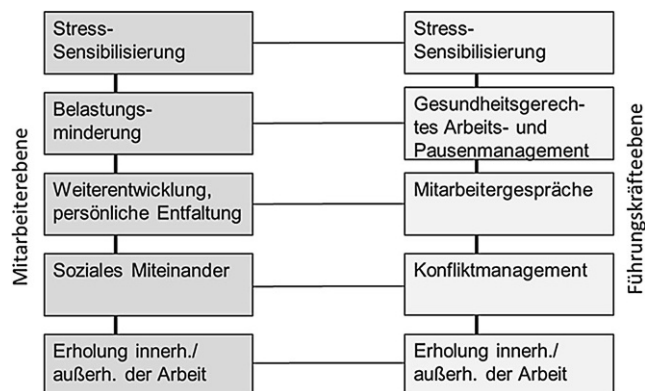 Mitarbeiterebene
Stress-
Sensibilisierung
Belastungs-
minderung
Weiterentwicklung,
persönliche Entfaltung
Soziales Miteinander
Erholung innerh./
außerh. der Arbeit
Stress-
Sensibilisierung
Gesundheitsgerech-
tes Arbeits- und
Pausenmanagement
Mitarbeitergespräche
Konfliktmanagement
Erholung innerh./
außerh. der Arbeit
Führungskräfteebene